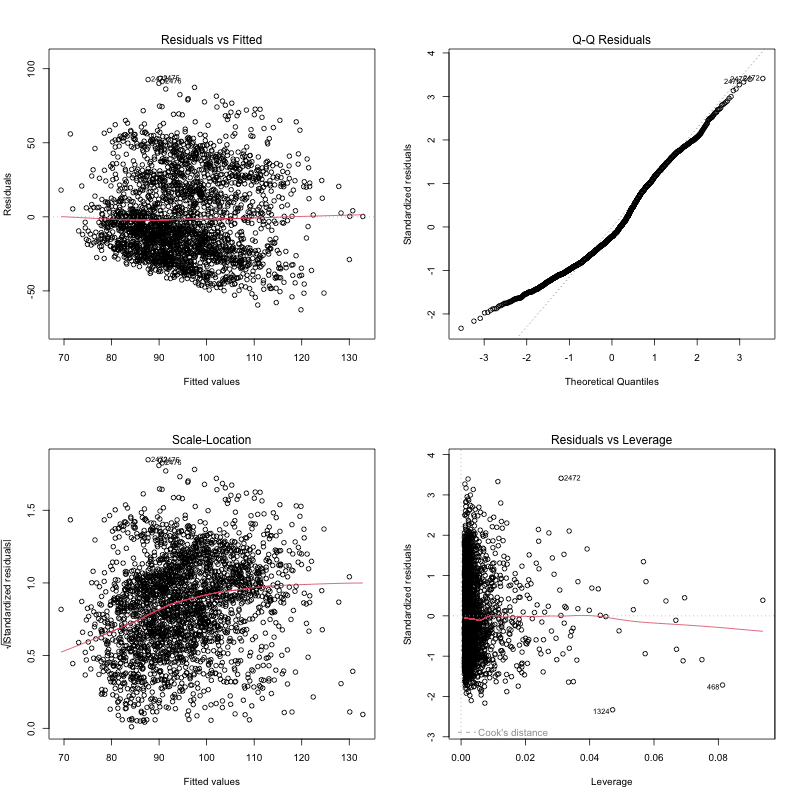 Residuals vs Fitted
Residuals
-50 0 50 100
70 80 90 100 110 120 130
Fitted values
2476
Q-Q Residuals
Standardized residuals
-2 -1 0 1 2 3 4
-3 -2 -1 0 1 2 3
Theoretical Quantiles
2472
Scale-Location
√|Standardized residuals|
0.0 0.5 1.0 1.5
70 80 90 100 110 120 130
Fitted values
2476
Residuals vs Leverage
Standardized residuals
-3 -2 -1 0 1 2 3 4
2472
468
1324
Cook's distance
0.00 0.02 0.04 0.06 0.08
Leverage